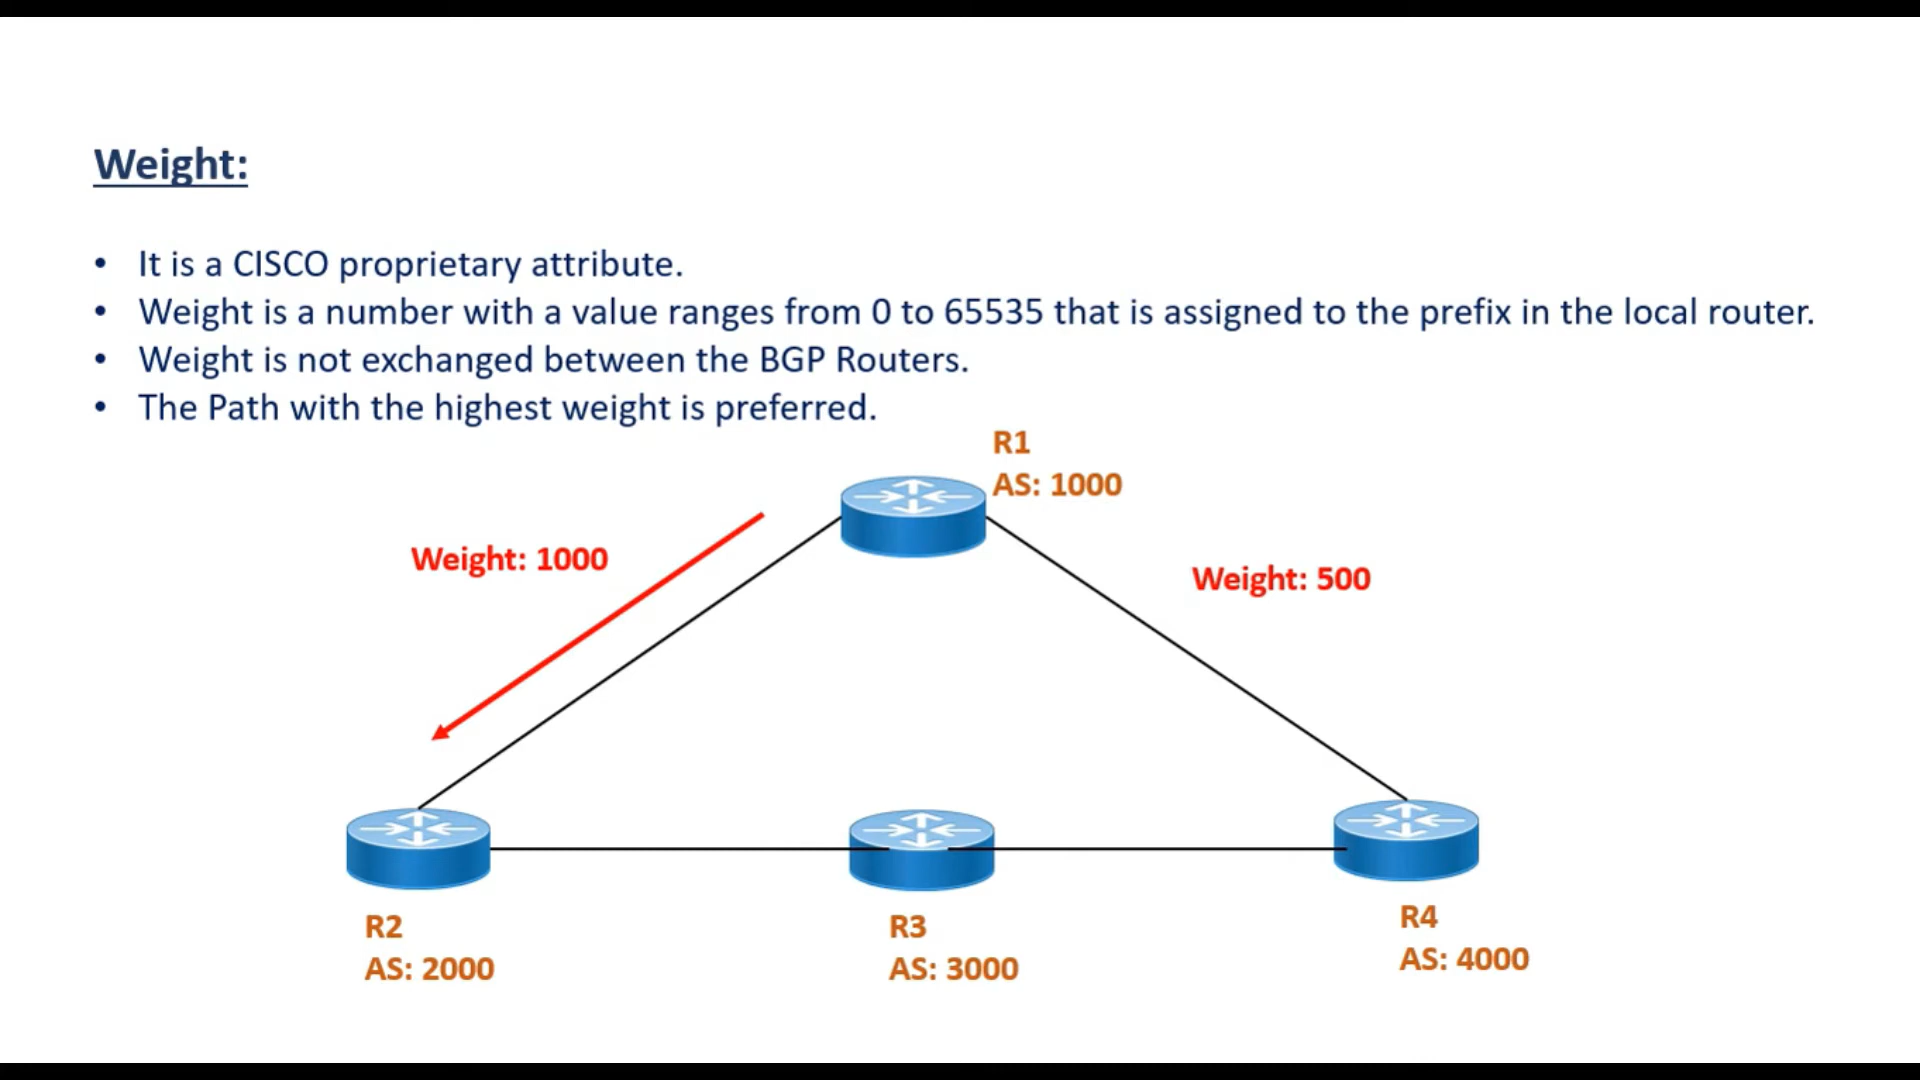 Weight:
• It is a CISCO proprietary attribute.
• Weight is a number with a value ranges from 0 to 65535 that is assigned to the prefix in the local router.
• Weight is not exchanged between the BGP Routers.
• The Path with the highest weight is preferred.
R1
AS: 1000
Weight: 1000
Weight: 500
R2
AS: 2000
R3
AS: 3000
R4
AS: 4000